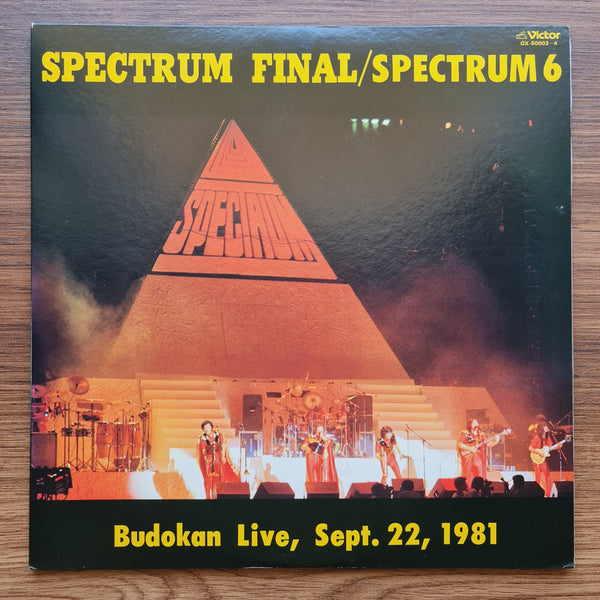 Victor
GX-50003~4
SPECTRUM FINAL/SPECTRUM 6
SPECTRUM
Budokan Live, Sept. 22, 1981